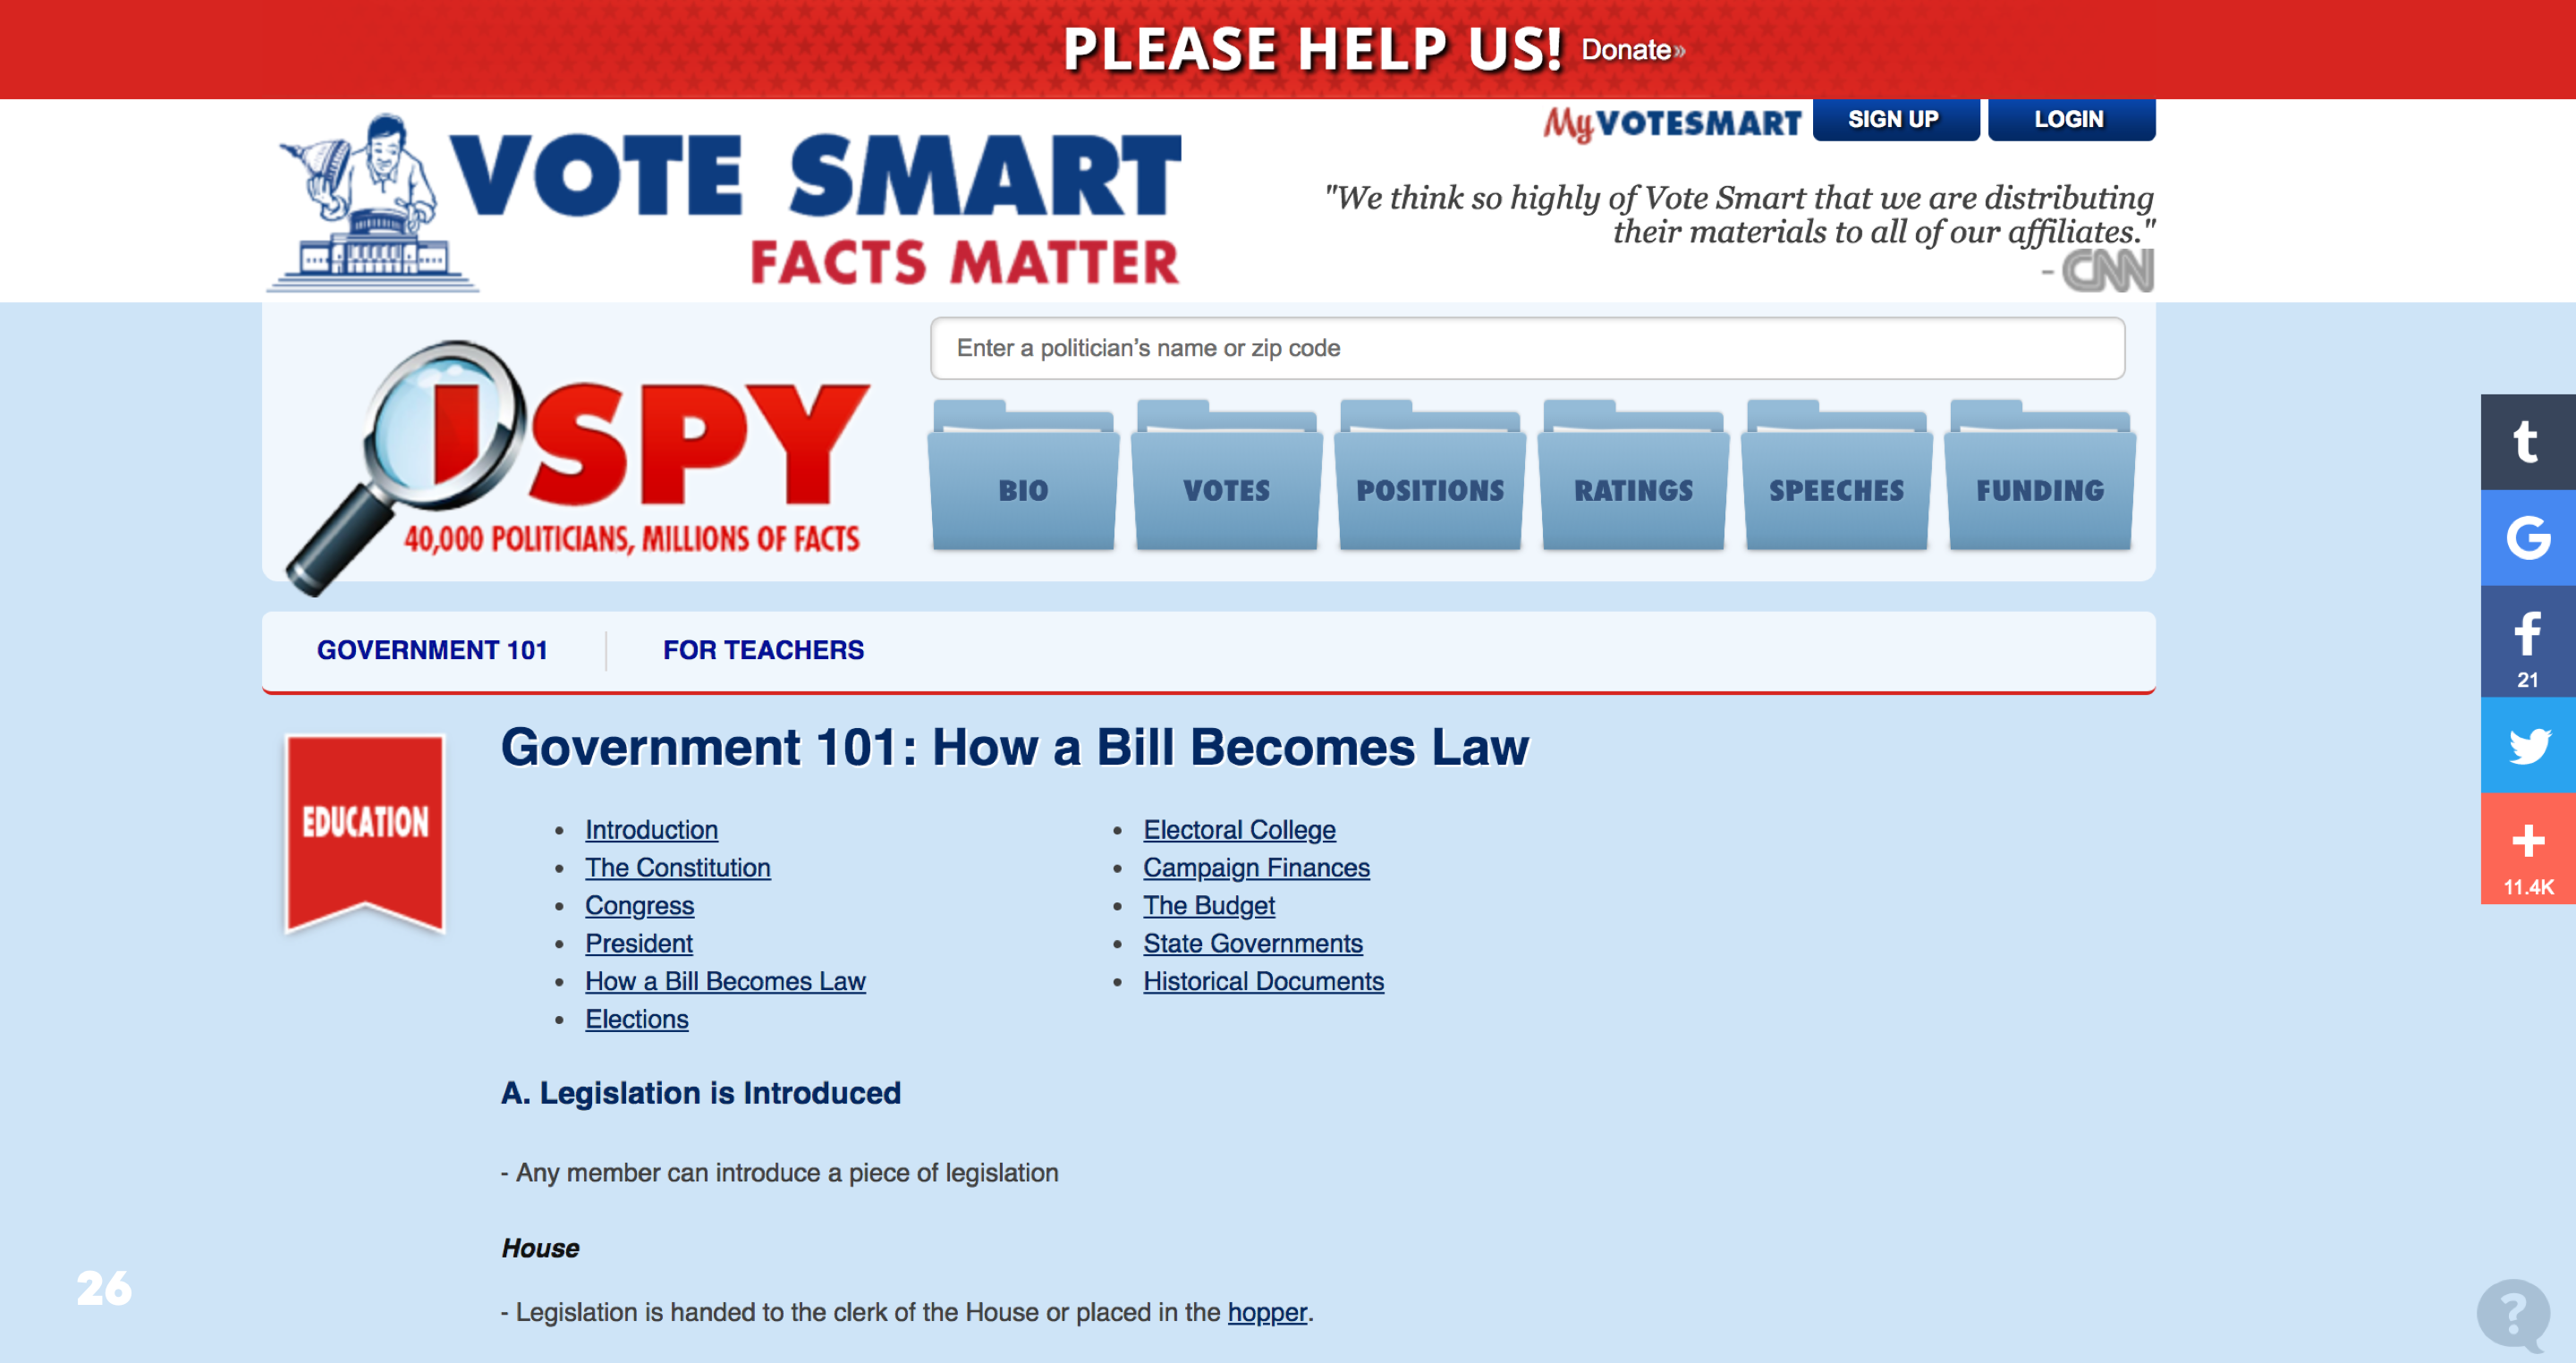 PLEASE HELP US! Donate»
MyVOTESMART SIGN UP LOGIN
VOTE SMART
FACTS MATTER
"We think so highly of Vote Smart that we are distributing
their materials to all of our affiliates."
- CNN
Enter a politician's name or zip code
I SPY
40,000 POLITICIANS, MILLIONS OF FACTS
BIO VOTES POSITIONS RATINGS SPEECHES FUNDING
t
G
f
21
+
11.4K
GOVERNMENT 101 FOR TEACHERS
EDUCATION
Government 101: How a Bill Becomes Law
• Introduction
• The Constitution
• Congress
• President
• How a Bill Becomes Law
• Elections
• Electoral College
• Campaign Finances
• The Budget
• State Governments
• Historical Documents
A. Legislation is Introduced
- Any member can introduce a piece of legislation
House
- Legislation is handed to the clerk of the House or placed in the hopper.
26
?